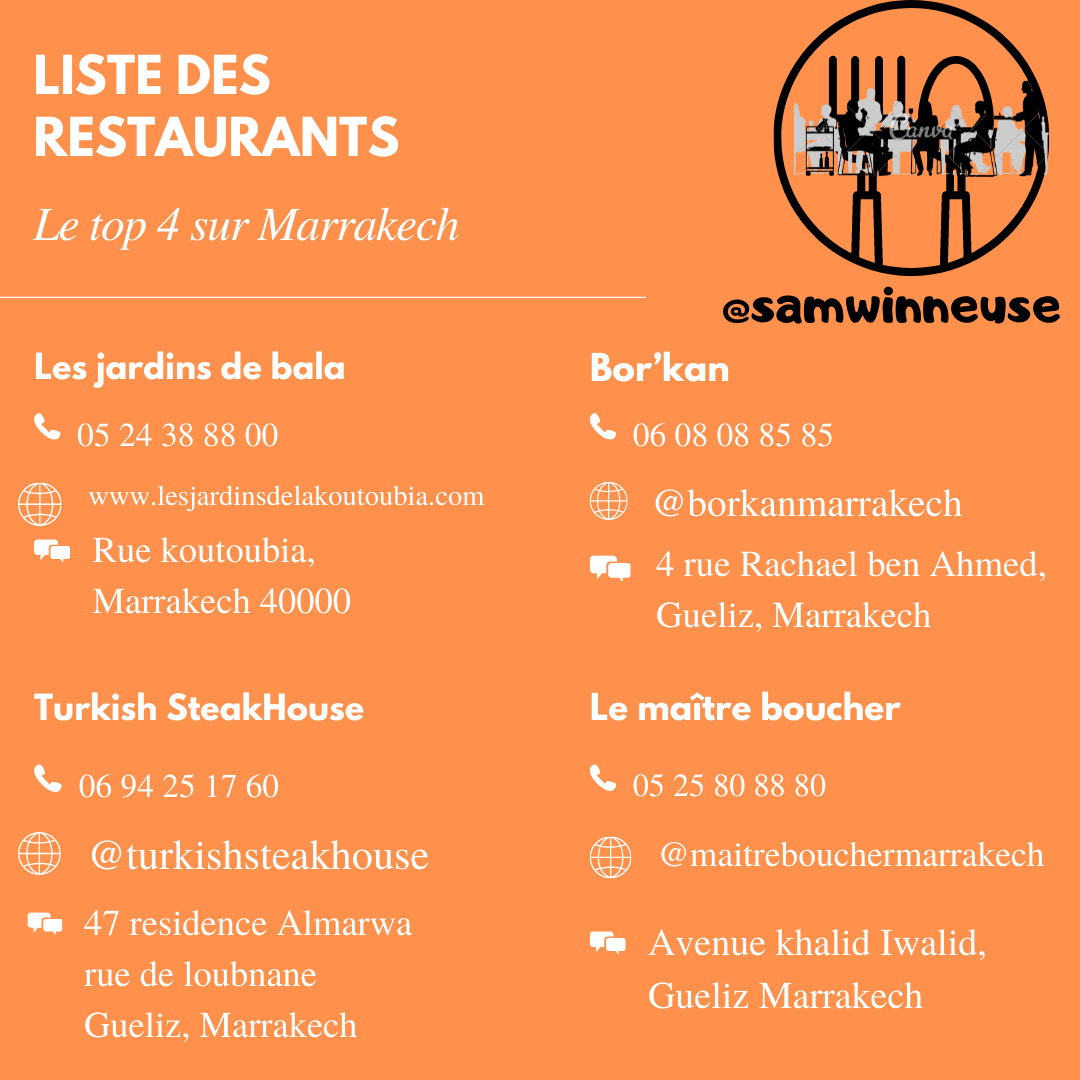 LISTE DES
RESTAURANTS
Le top 4 sur Marrakech
Canva
@samwinneuse
Les jardins de bala
05 24 38 88 00
www.lesjardinsdelakoutoubia.com
Rue koutoubia,
Marrakech 40000
Bor’kan
06 08 08 85 85
@borkanmarrakech
4 rue Rachael ben Ahmed,
Gueliz, Marrakech
Turkish SteakHouse
06 94 25 17 60
@turkishsteakhouse
47 residence Almarwa
rue de loubnane
Gueliz, Marrakech
Le maître boucher
05 25 80 88 80
@maitrebouchermarrakech
Avenue khalid Iwalid,
Gueliz Marrakech